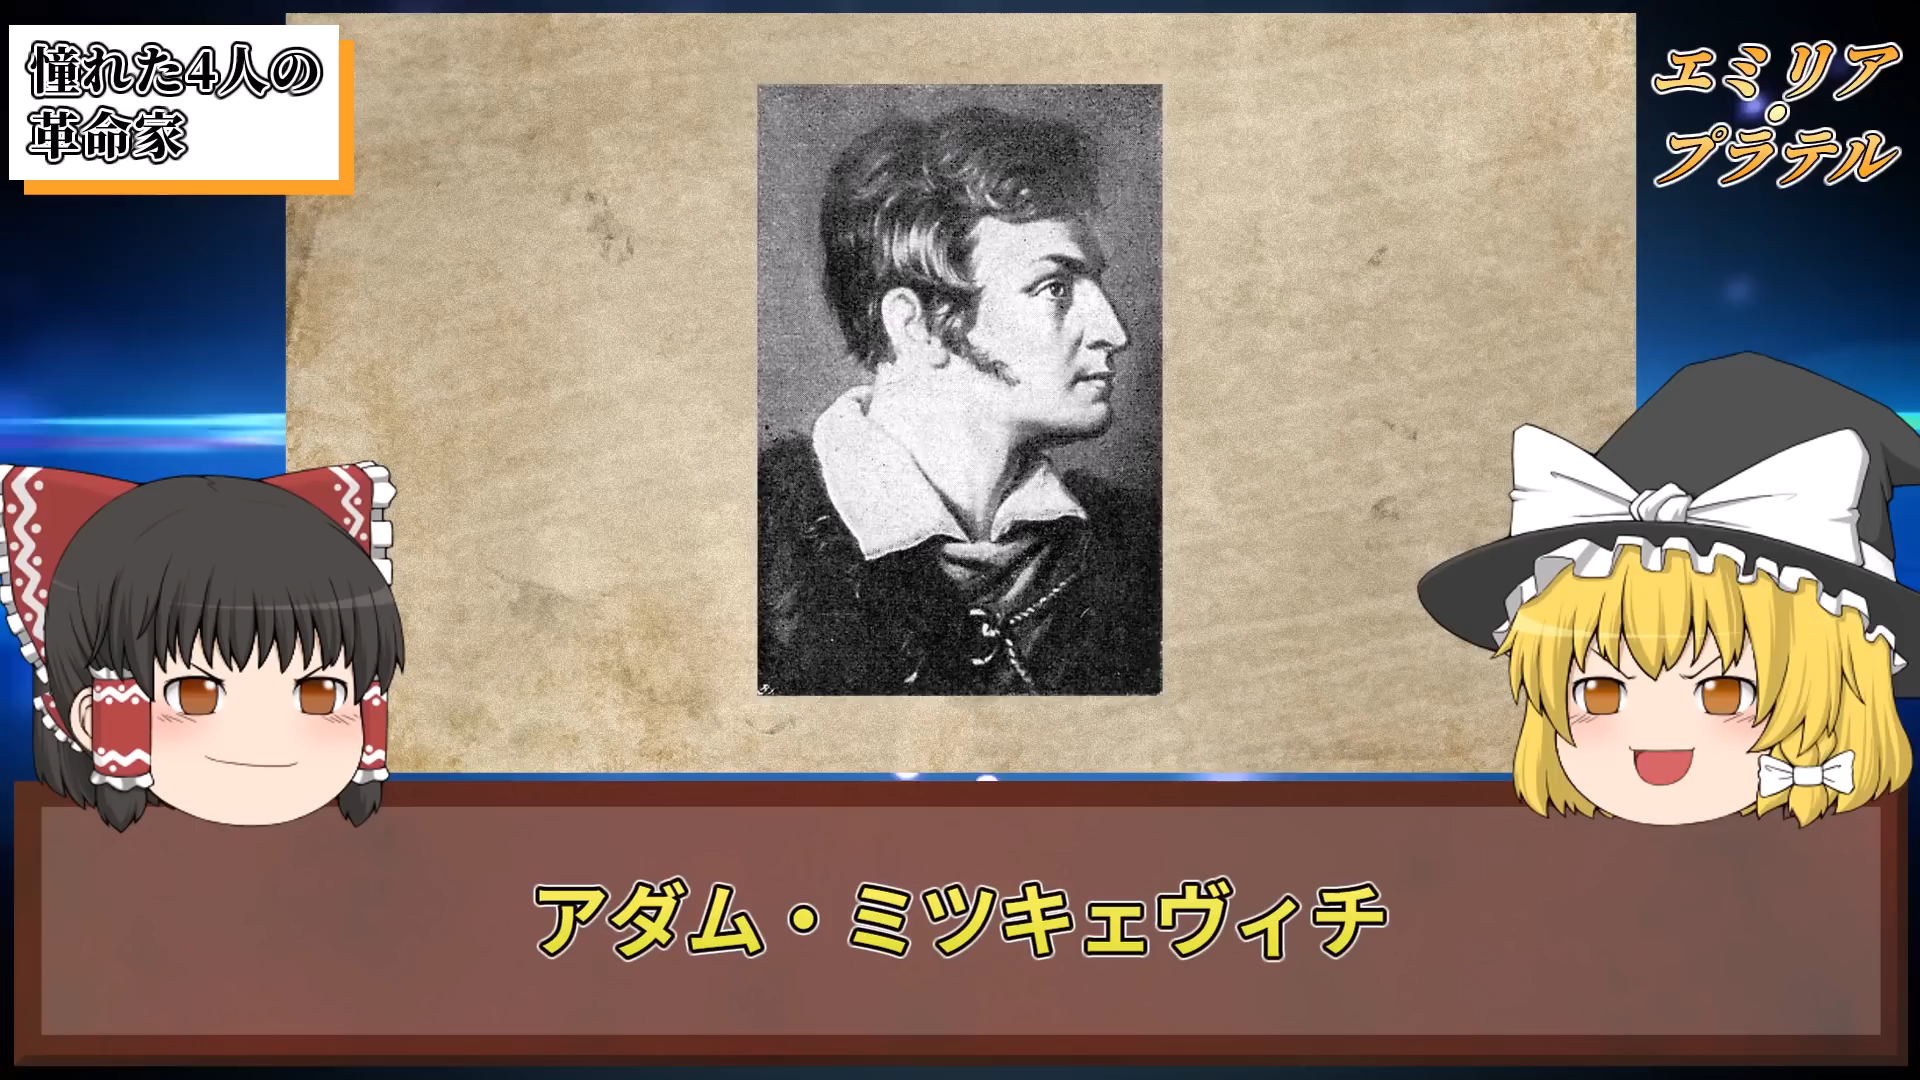 憧れた4人の
革命家
エミリア
・
プラテル
アダム・ミツキェヴィチ